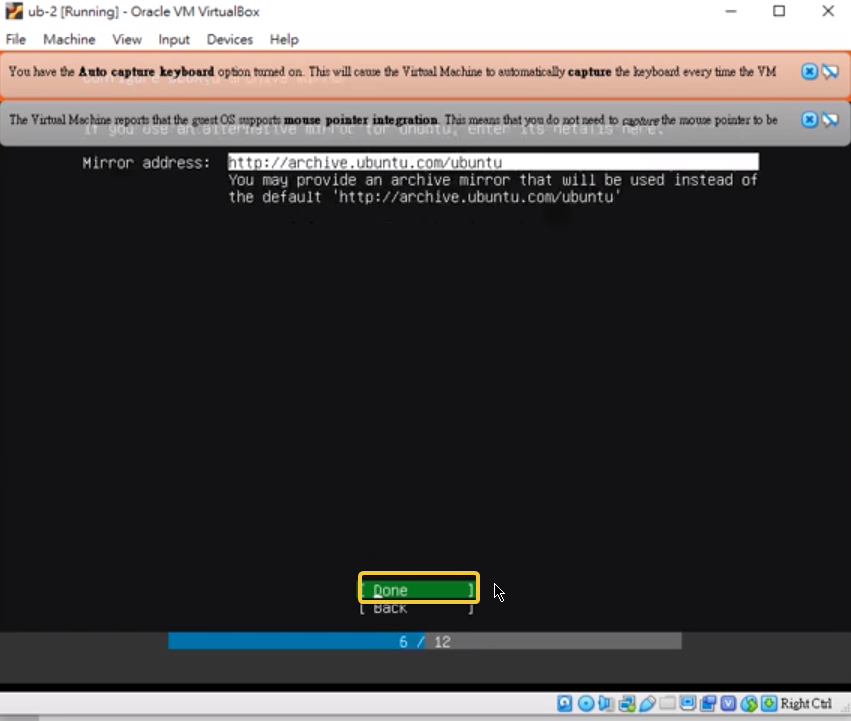 ub-2 [Running] - Oracle VM VirtualBox
File Machine View Input Devices Help
You have the Auto capture keyboard option turned on. This will cause the Virtual Machine to automatically capture the keyboard every time the VM
The Virtual Machine reports that the guest OS supports mouse pointer integration. This means that you do not need to capture the mouse pointer to be
If you use an alternative mirror for Ubuntu, enter its details here.
Mirror address: http://archive.ubuntu.com/ubuntu
You may provide an archive mirror that will be used instead of
the default 'http://archive.ubuntu.com/ubuntu'
[ Done ]
[ Back ]
6 / 12
Right Ctrl